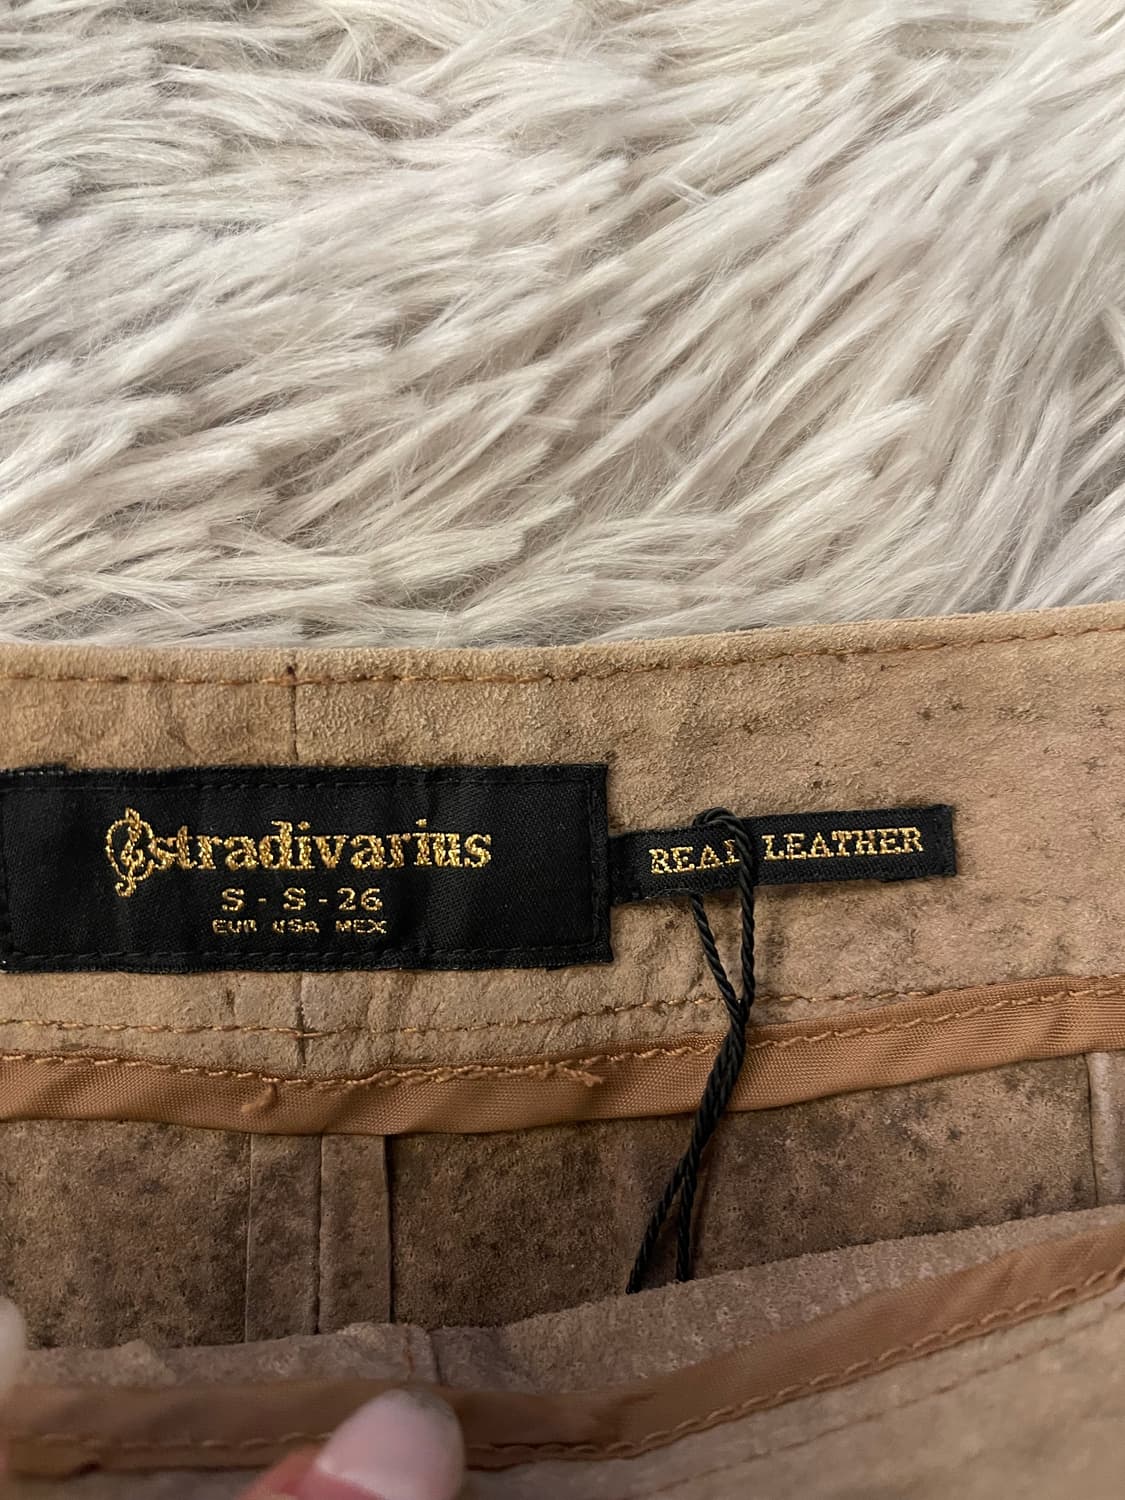 stradivarius
S - S - 26
EUR USA MEX
REAL LEATHER